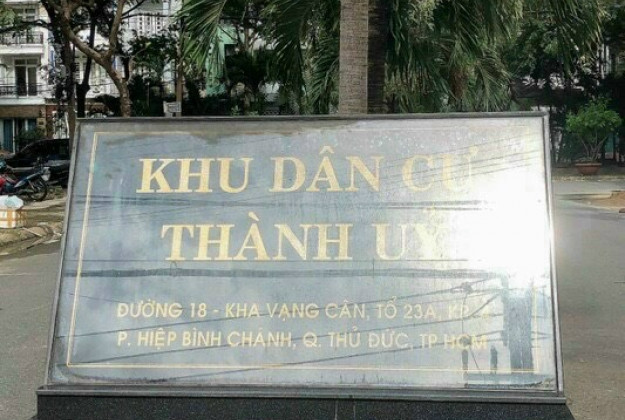 KHU DÂN CƯ
THÀNH UỶ
ĐƯỜNG 18 - KHA VẠNG CÂN, TỔ 23A, KP.
P. HIỆP BÌNH CHÁNH, Q. THỦ ĐỨC, TP HCM